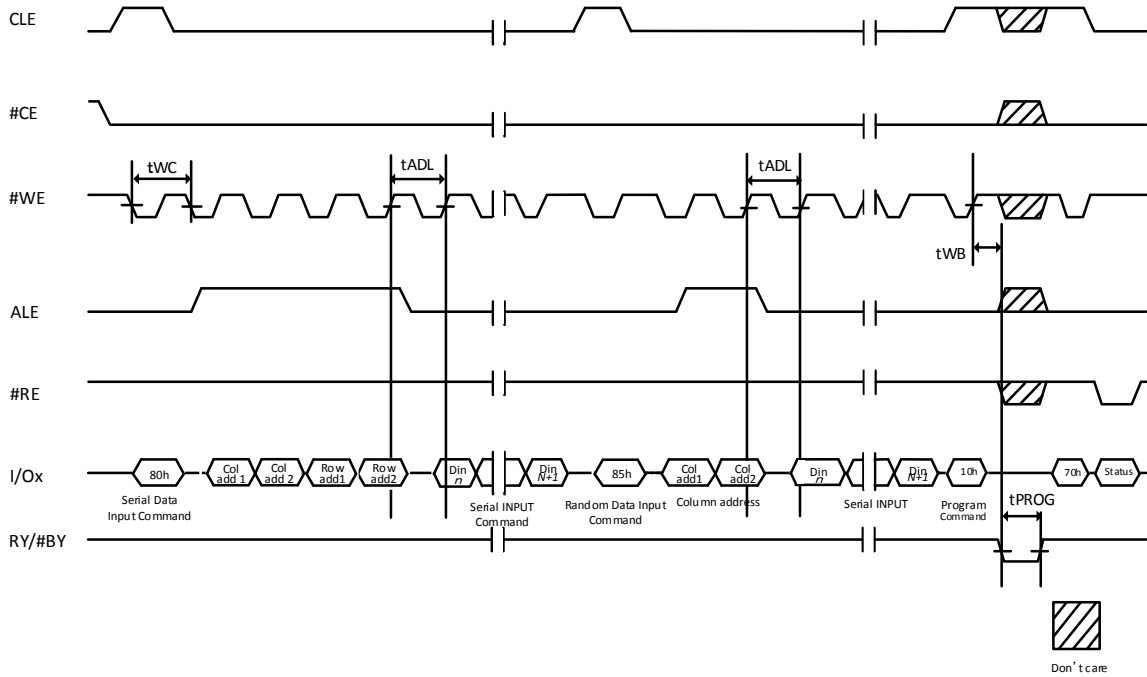 CLE
#CE
tWC
tADL
tADL
#WE
tWB
ALE
#RE
I/Ox
80h
Col
add 1
Col
add 2
Row
add1
Row
add2
Din
n
Din
N+1
85h
Col
add1
Col
add2
Din
n
Din
N+1
10h
70h
Status
Serial Data
Input Command
Serial INPUT
Command
Random Data Input
Command
Column address
Serial INPUT
Program
Command
tPROG
RY/#BY
Don't care